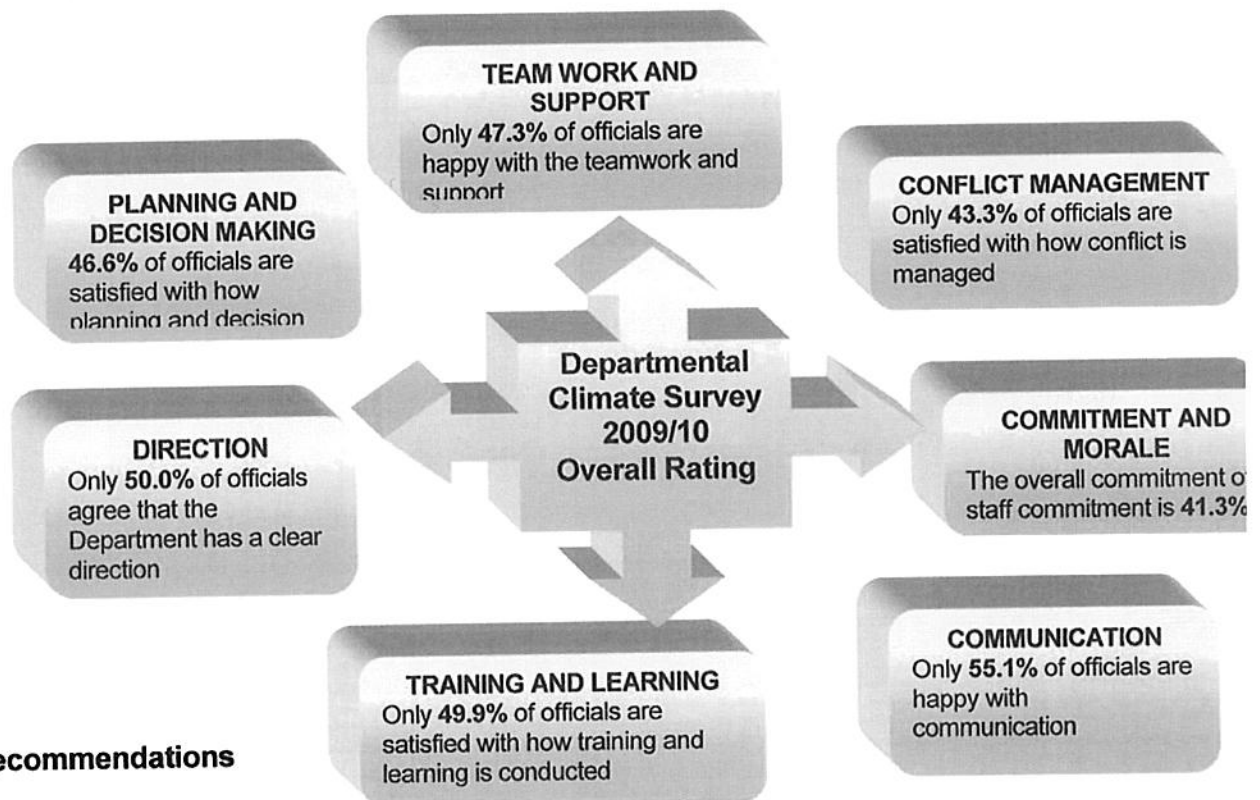 TEAM WORK AND
SUPPORT
Only 47.3% of officials are
happy with the teamwork and
support
PLANNING AND
DECISION MAKING
46.6% of officials are
satisfied with how
planning and decision
CONFLICT MANAGEMENT
Only 43.3% of officials are
satisfied with how conflict is
managed
Departmental
Climate Survey
2009/10
Overall Rating
DIRECTION
Only 50.0% of officials
agree that the
Department has a clear
direction
COMMITMENT AND
MORALE
The overall commitment o
staff commitment is 41.3%
TRAINING AND LEARNING
Only 49.9% of officials are
satisfied with how training and
learning is conducted
COMMUNICATION
Only 55.1% of officials are
happy with
communication
ecommendations